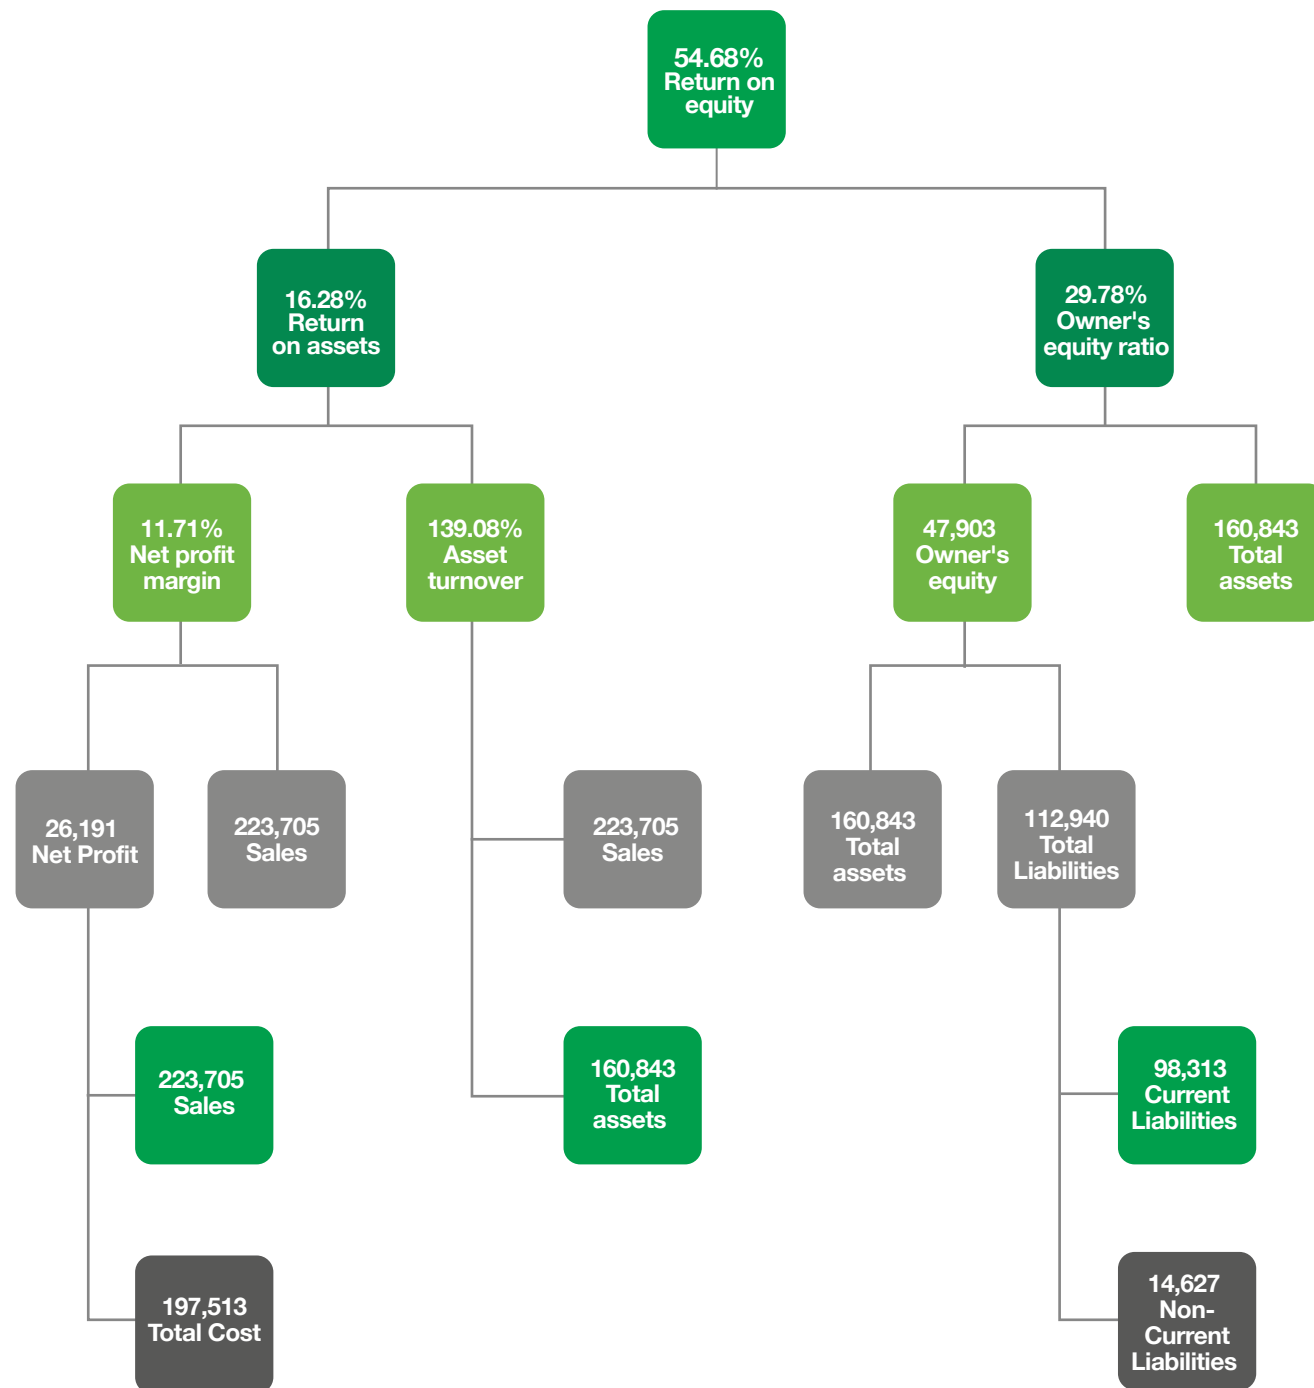 54.68%
Return on
equity
16.28%
Return
on assets
29.78%
Owner's
equity ratio
11.71%
Net profit
margin
139.08%
Asset
turnover
47,903
Owner's
equity
160,843
Total
assets
26,191
Net Profit
223,705
Sales
223,705
Sales
160,843
Total
assets
112,940
Total
Liabilities
223,705
Sales
160,843
Total
assets
98,313
Current
Liabilities
197,513
Total Cost
14,627
Non-
Current
Liabilities